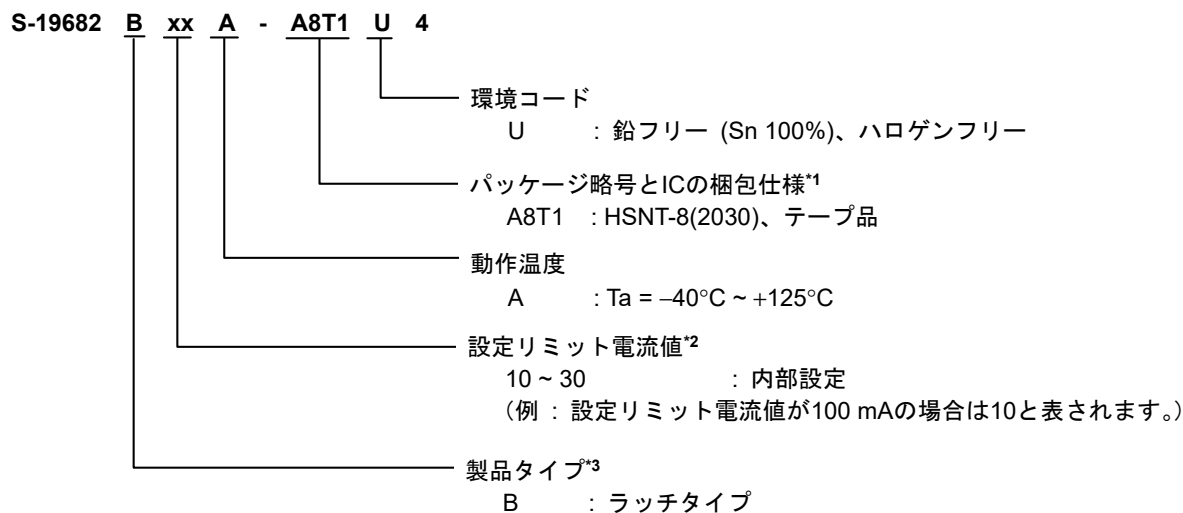 S-19682 B xx A - A8T1 U 4
環境コード
U : 鉛フリー (Sn 100%)、ハロゲンフリー
パッケージ略号とICの梱包仕様*1
A8T1 : HSNT-8(2030)、テープ品
動作温度
A : Ta = −40°C ~ +125°C
設定リミット電流値*2
10 ~ 30 : 内部設定
(例 : 設定リミット電流値が100 mAの場合は10と表されます。)
製品タイプ*3
B : ラッチタイプ